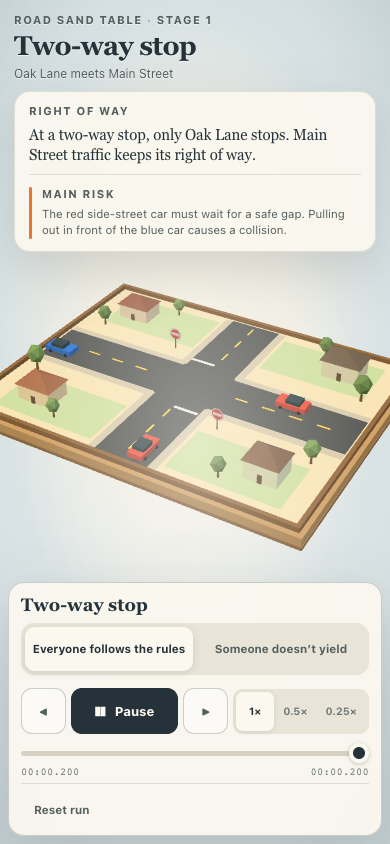 ROAD SAND TABLE · STAGE 1
Two-way stop
Oak Lane meets Main Street
RIGHT OF WAY
At a two-way stop, only Oak Lane stops. Main
Street traffic keeps its right of way.
MAIN RISK
The red side-street car must wait for a safe gap. Pulling
out in front of the blue car causes a collision.
STOP
STOP
Two-way stop
Everyone follows the rules
Someone doesn't yield
Pause
1×
0.5×
0.25×
00:00.200
00:00.200
Reset run